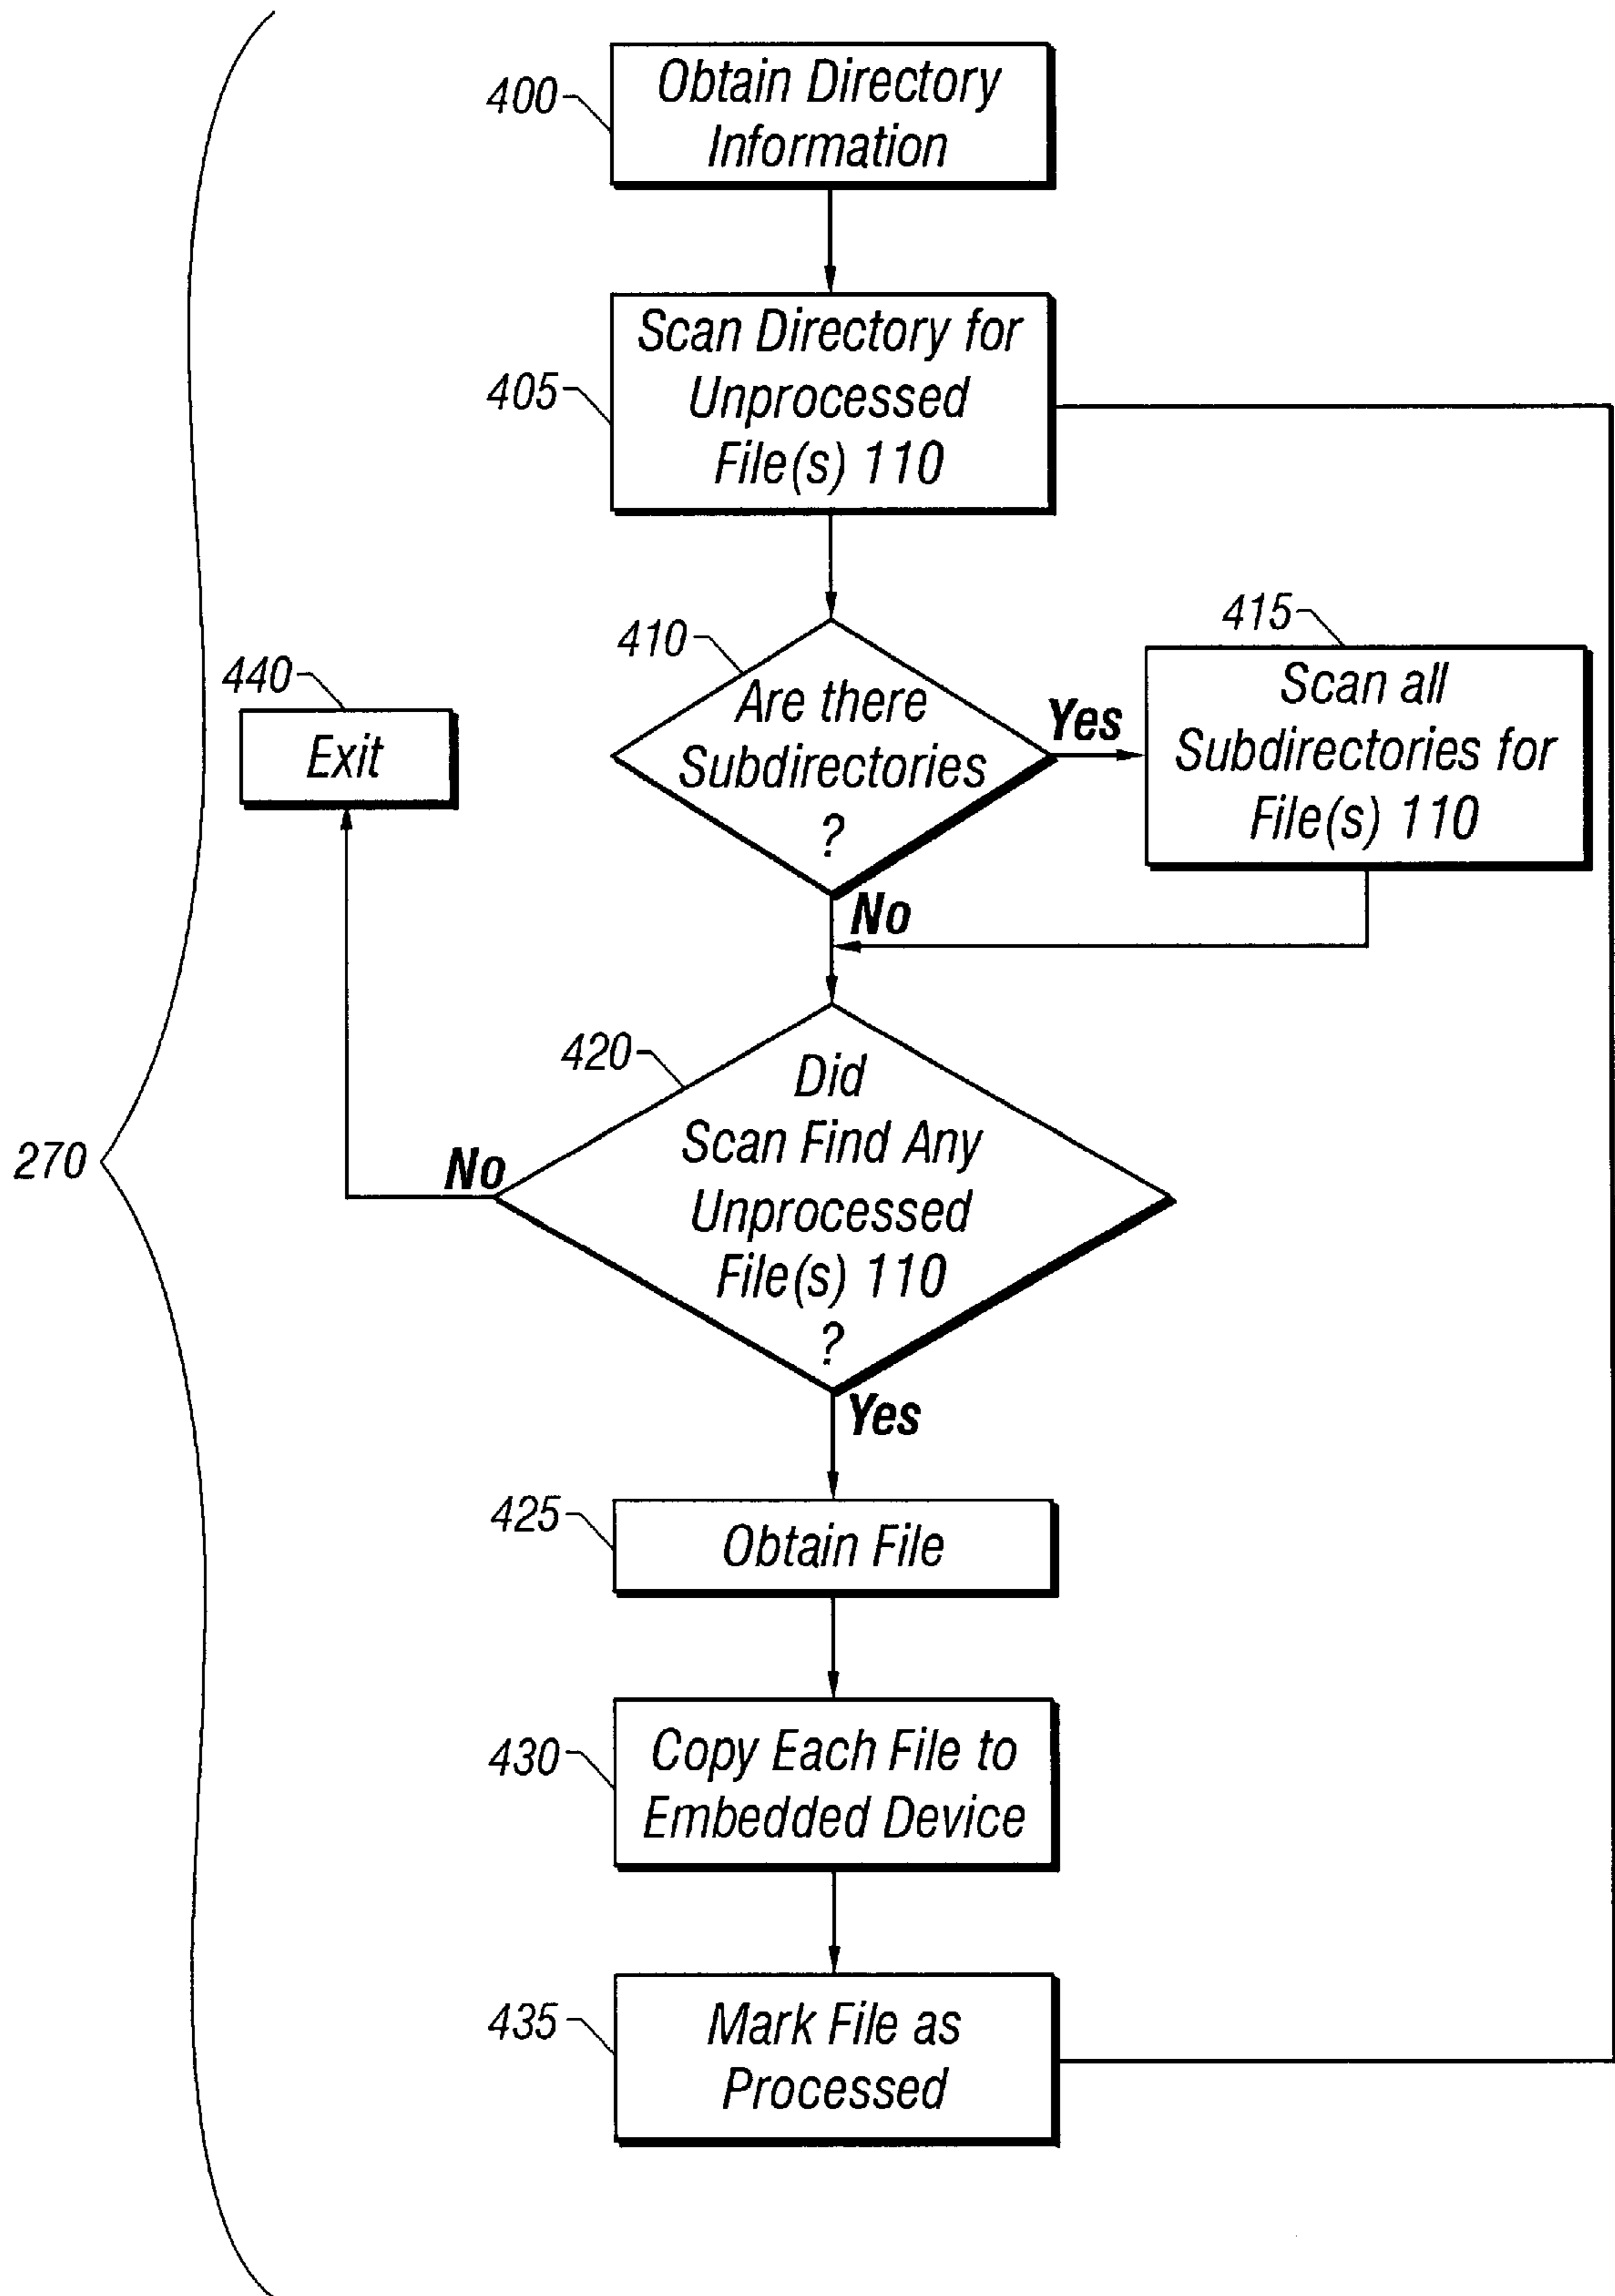 400
Obtain Directory
Information
405
Scan Directory for
Unprocessed
File(s) 110
410
Are there
Subdirectories
?
Yes
No
415
Scan all
Subdirectories for
File(s) 110
440
Exit
420
Did
Scan Find Any
Unprocessed
File(s) 110
?
No
Yes
270
425
Obtain File
430
Copy Each File to
Embedded Device
435
Mark File as
Processed